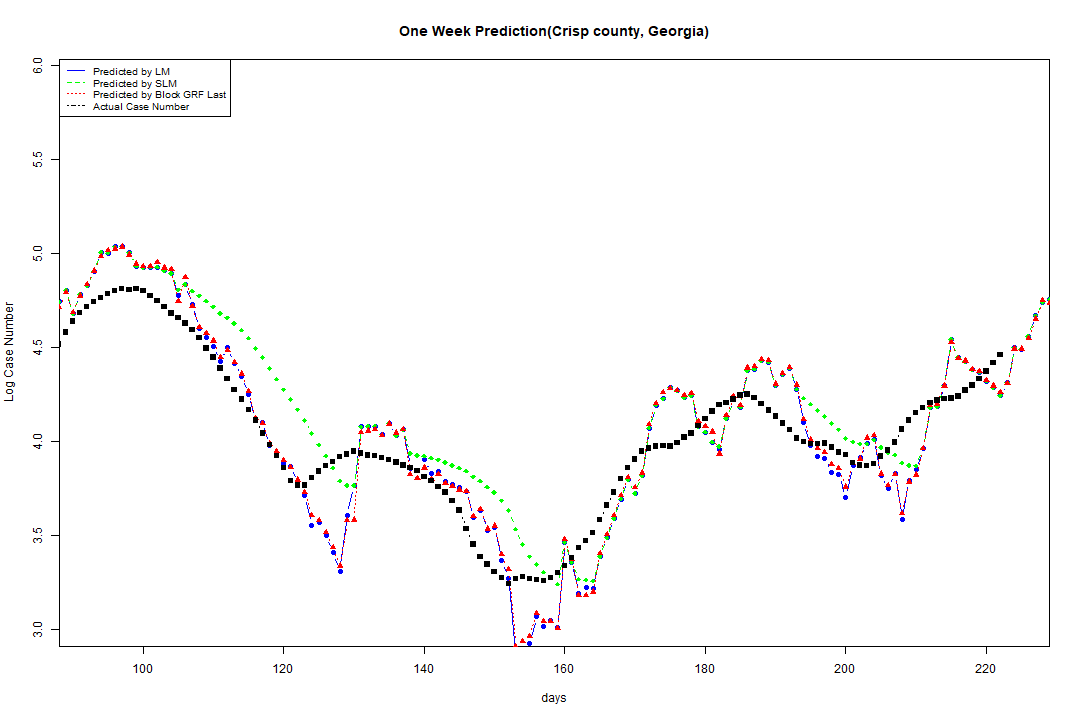 One Week Prediction(Crisp county, Georgia)
Predicted by LM
Predicted by SLM
Predicted by Block GRF Last
Actual Case Number
Log Case Number
6.0
5.5
5.0
4.5
4.0
3.5
3.0
100 120 140 160 180 200 220
days